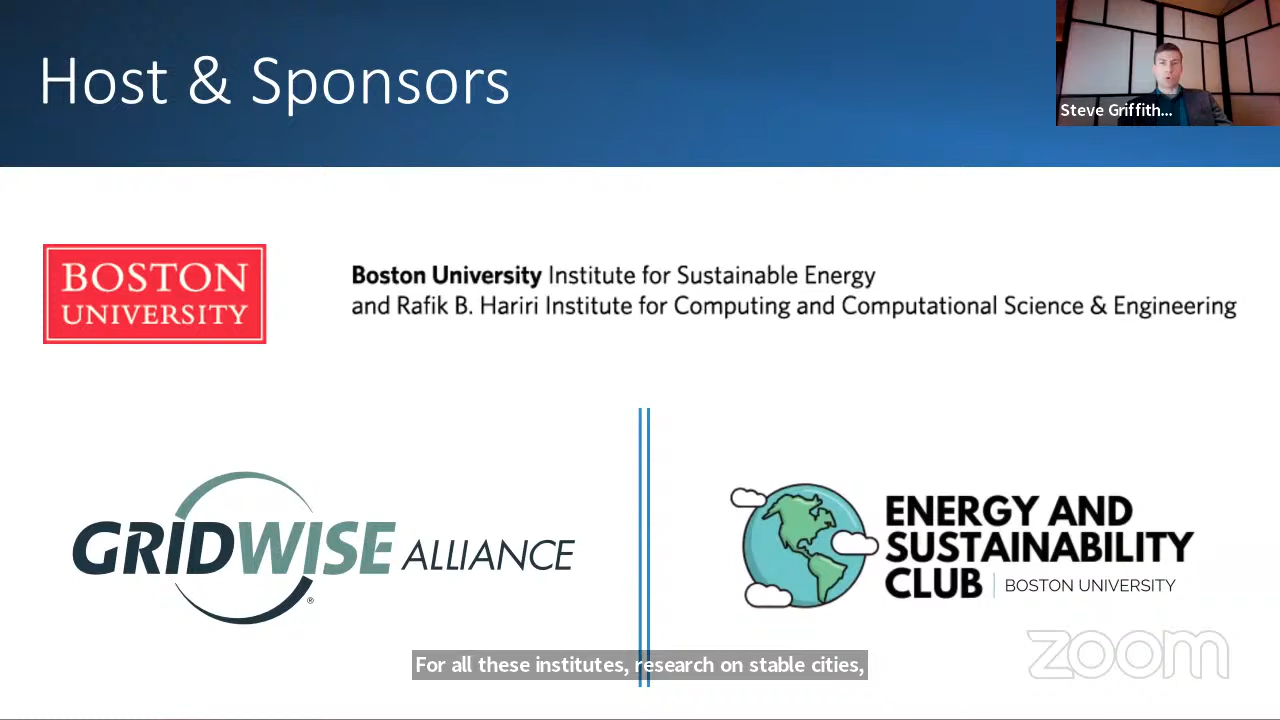 Host & Sponsors
Steve Griffith...
BOSTON
UNIVERSITY
Boston University Institute for Sustainable Energy
and Rafik B. Hariri Institute for Computing and Computational Science & Engineering
GRIDWISE ALLIANCE
®
ENERGY AND
SUSTAINABILITY
CLUB | BOSTON UNIVERSITY
zoom
For all these institutes, research on stable cities,